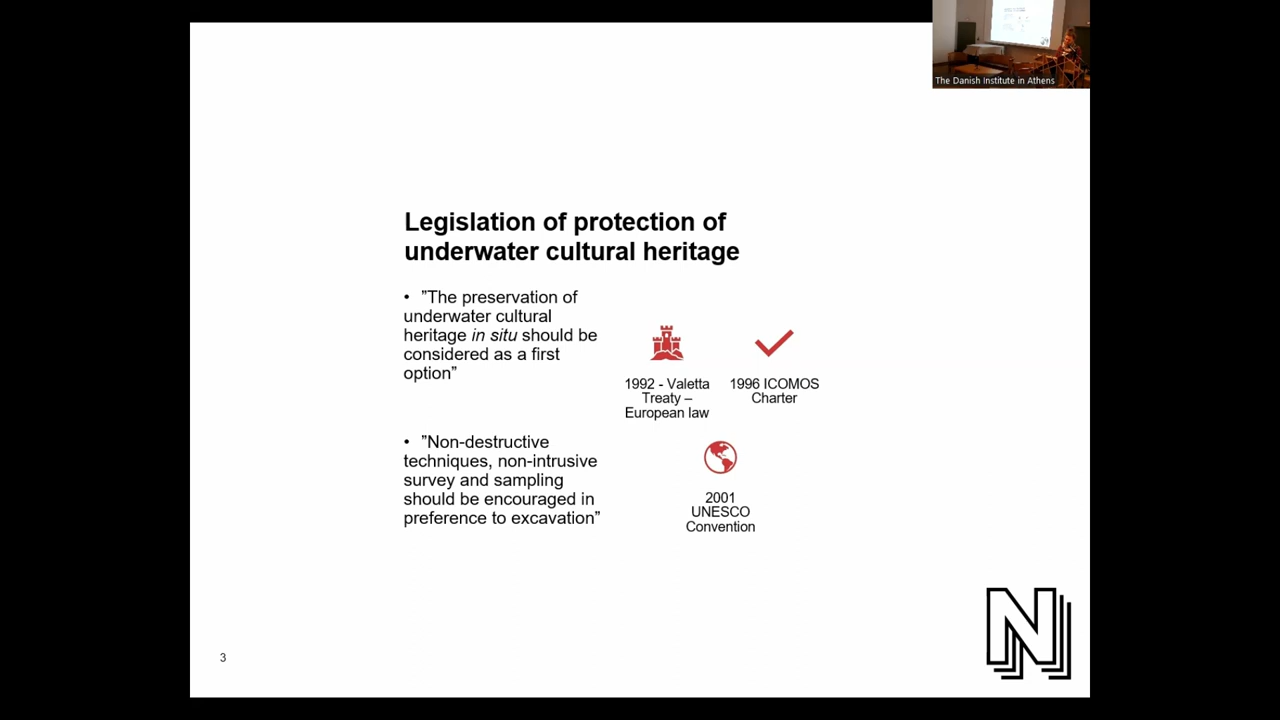 The Danish Institute in Athens
Legislation of protection of
underwater cultural heritage
• ”The preservation of
underwater cultural
heritage in situ should be
considered as a first
option”
• ”Non-destructive
techniques, non-intrusive
survey and sampling
should be encouraged in
preference to excavation”
1992 - Valetta
Treaty –
European law
1996 ICOMOS
Charter
2001
UNESCO
Convention
3
N